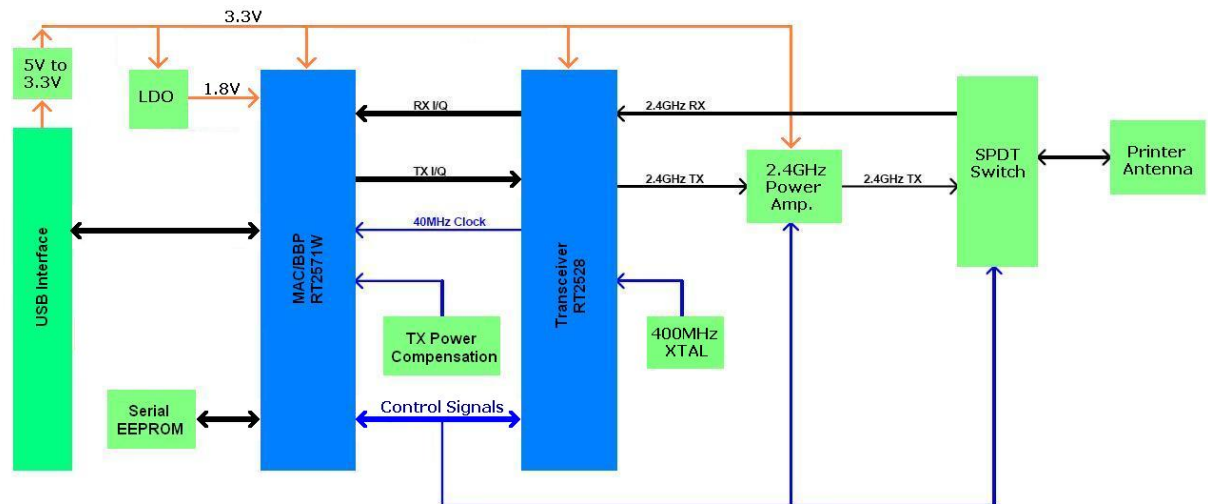 3.3V
5V to
3.3V
LDO
1.8V
USB Interface
MAC/BBP
RT2571W
Serial
EEPROM
RX I/Q
TX I/Q
40MHz Clock
TX Power
Compensation
Control Signals
Transceiver
RT2528
400MHz
XTAL
2.4GHz RX
2.4GHz TX
2.4GHz
Power
Amp.
2.4GHz TX
SPDT
Switch
Printer
Antenna